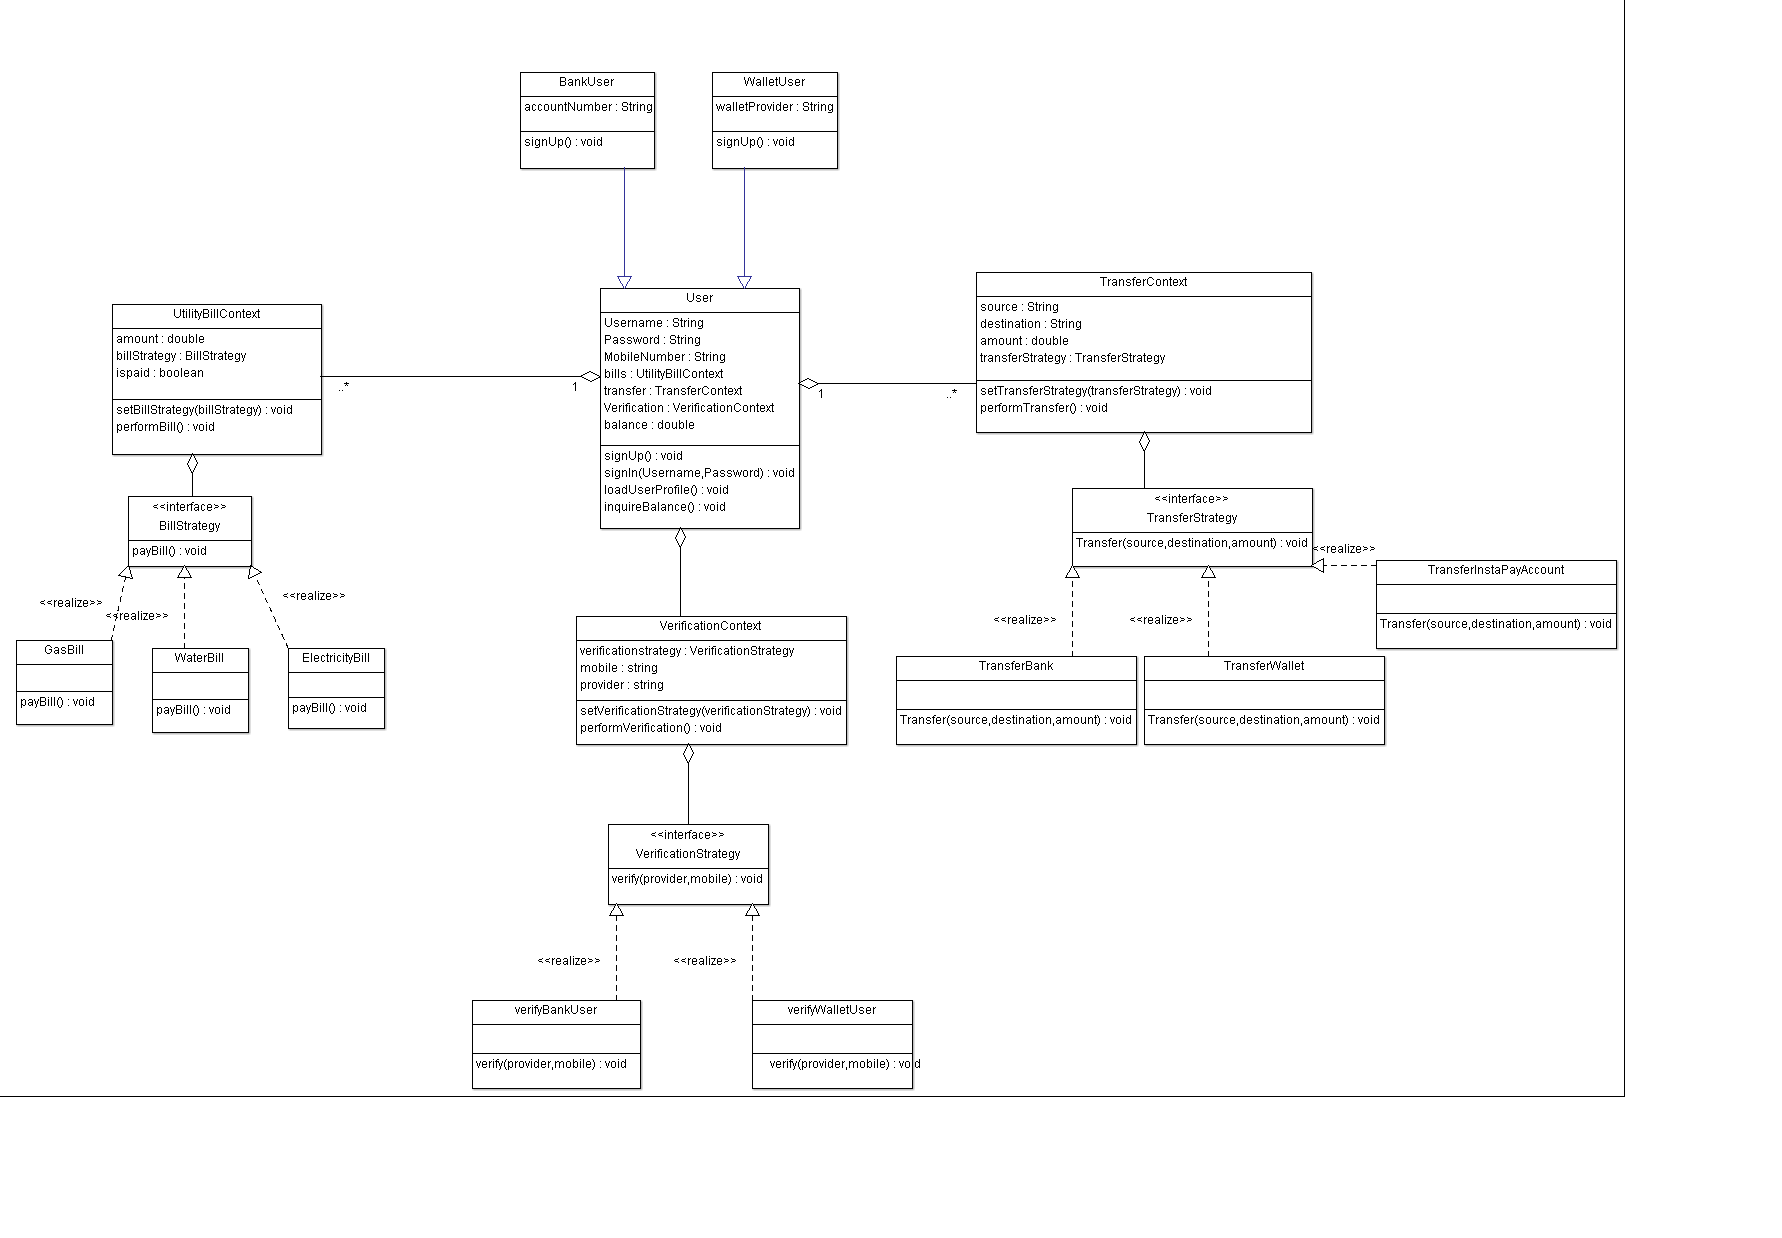 BankUser
accountNumber : String
signUp() : void
WalletUser
walletProvider : String
signUp() : void
UtilityBillContext
amount : double
billStrategy : BillStrategy
ispaid : boolean
setBillStrategy(billStrategy) : void
performBill() : void
..*
1
User
Username : String
Password : String
MobileNumber : String
bills : UtilityBillContext
transfer : TransferContext
Verification : VerificationContext
balance : double
signUp() : void
signIn(Username,Password) : void
loadUserProfile() : void
inquireBalance() : void
1
..*
TransferContext
source : String
destination : String
amount : double
transferStrategy : TransferStrategy
setTransferStrategy(transferStrategy) : void
performTransfer() : void
<<interface>>
BillStrategy
payBill() : void
<<realize>>
<<realize>>
<<realize>>
GasBill
payBill() : void
WaterBill
payBill() : void
ElectricityBill
payBill() : void
<<interface>>
TransferStrategy
Transfer(source,destination,amount) : void
<<realize>>
<<realize>>
<<realize>>
TransferInstaPayAccount
Transfer(source,destination,amount) : void
TransferBank
Transfer(source,destination,amount) : void
TransferWallet
Transfer(source,destination,amount) : void
VerificationContext
verificationstrategy : VerificationStrategy
mobile : string
provider : string
setVerificationStrategy(verificationStrategy) : void
performVerification() : void
<<interface>>
VerificationStrategy
verify(provider,mobile) : void
<<realize>>
<<realize>>
verifyBankUser
verify(provider,mobile) : void
verifyWalletUser
verify(provider,mobile) : void